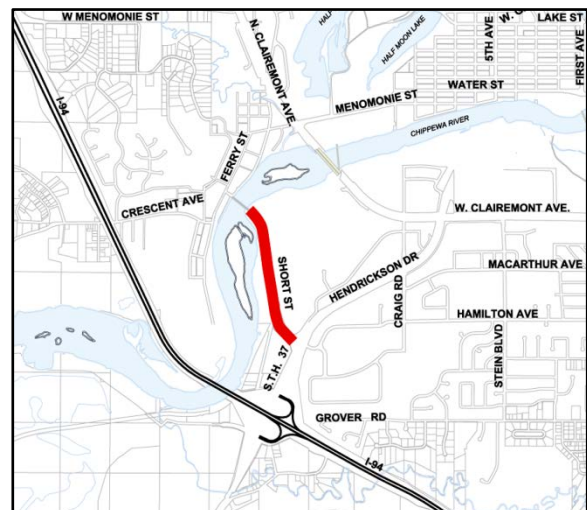 W MENOMONIE ST
N. CLAIREMONT AVE.
HALF
HALF MOON LAKE
5TH AVE
W.
LAKE ST
FIRST AVE
I-94
WATER ST
MENOMONIE ST
CHIPPEWA RIVER
FERRY ST
CRESCENT AVE
W. CLAIREMONT AVE.
SHORT ST
HENDRICKSON DR
MACARTHUR AVE
CRAIG RD
HAMILTON AVE
STEIN BLVD
S.T.H. 37
GROVER RD
I-94